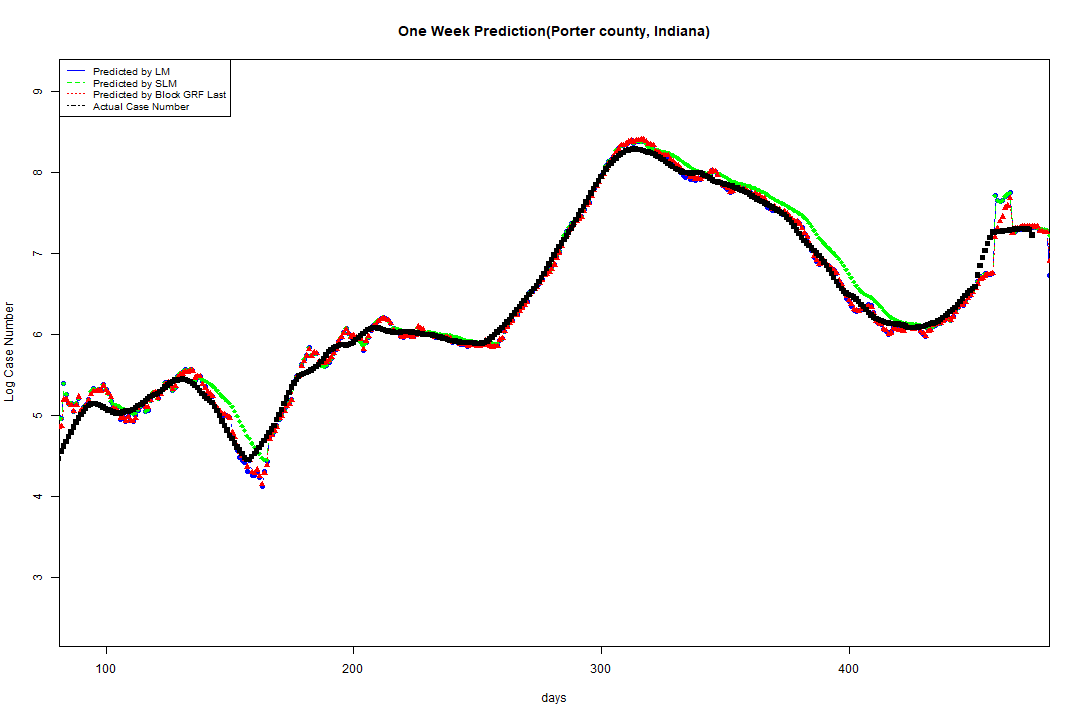 One Week Prediction(Porter county, Indiana)
Predicted by LM
Predicted by SLM
Predicted by Block GRF Last
Actual Case Number
9
8
7
6
5
4
3
Log Case Number
100 200 300 400
days